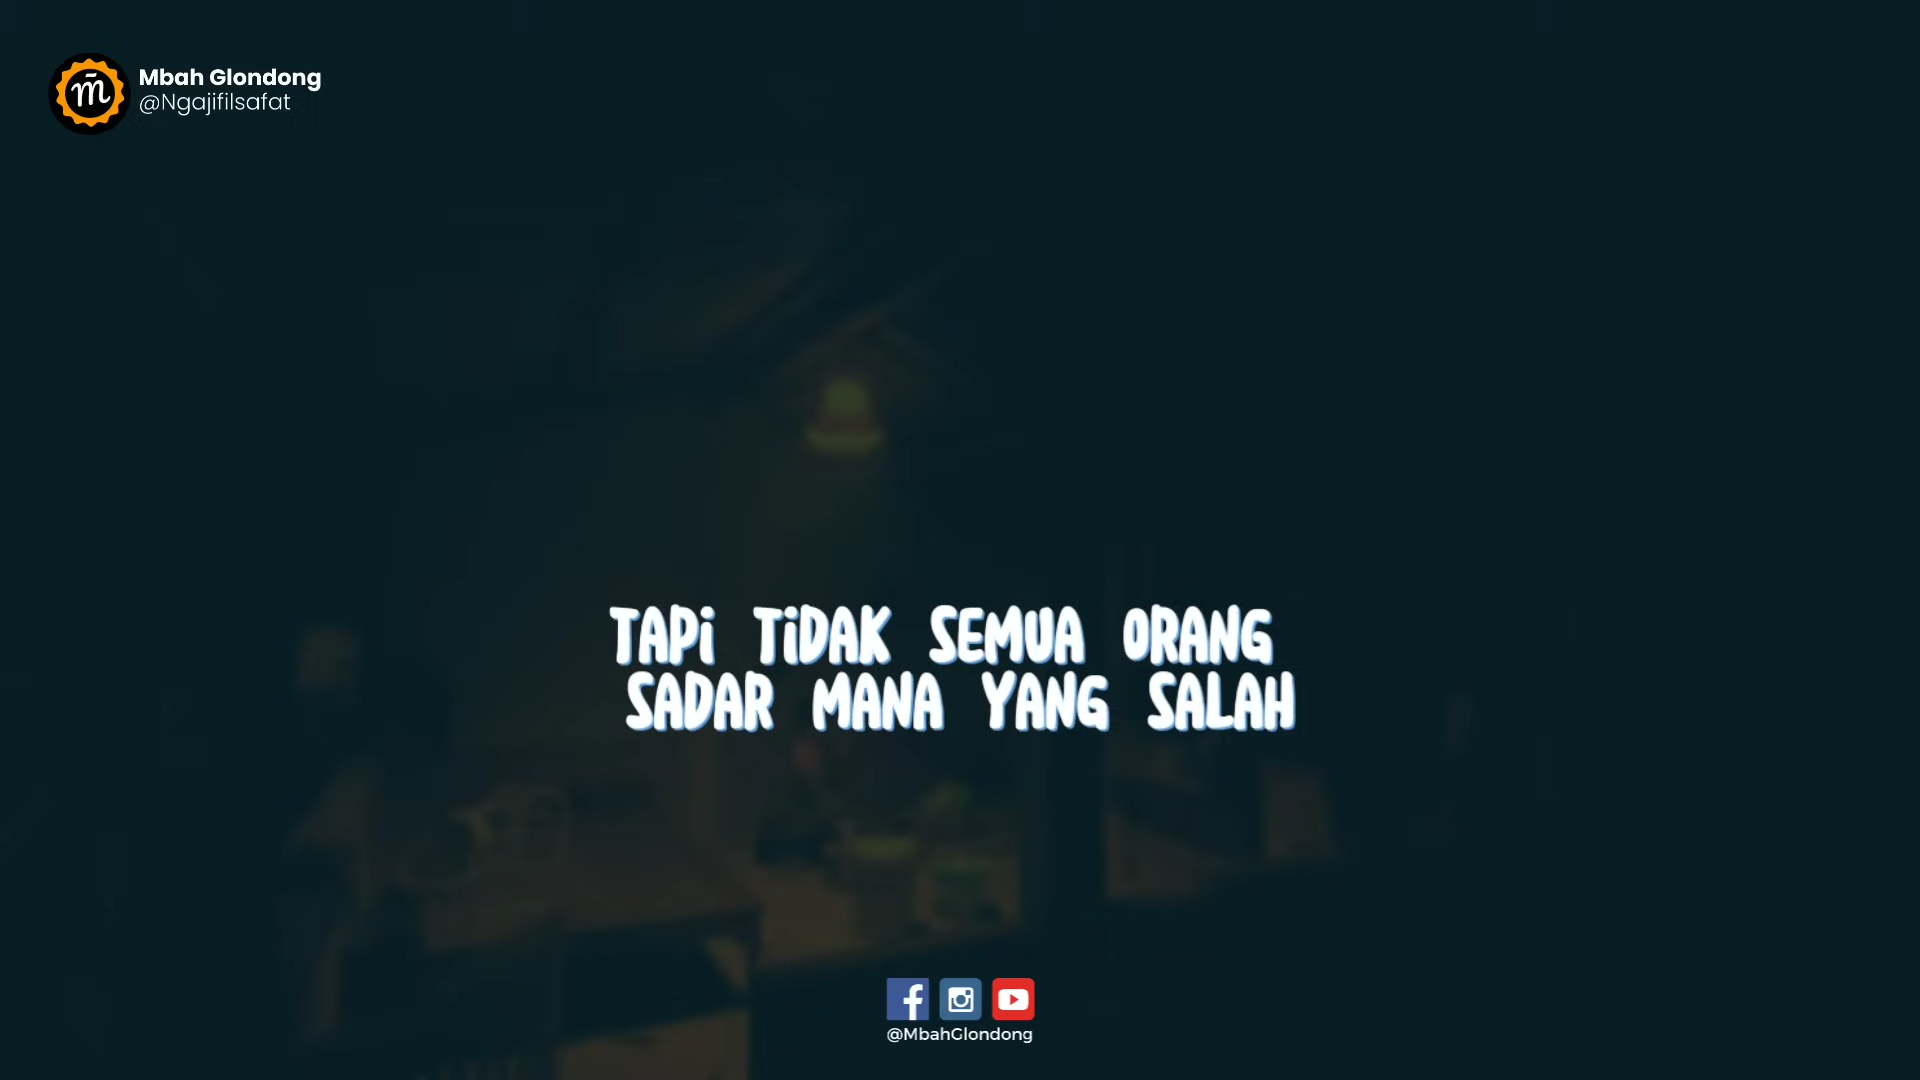 Mbah Glondong
@Ngajifilsafat
TAPi TiDAK SEMUA ORANG
SADAR MANA YANG SALAH
@MbahGlondong